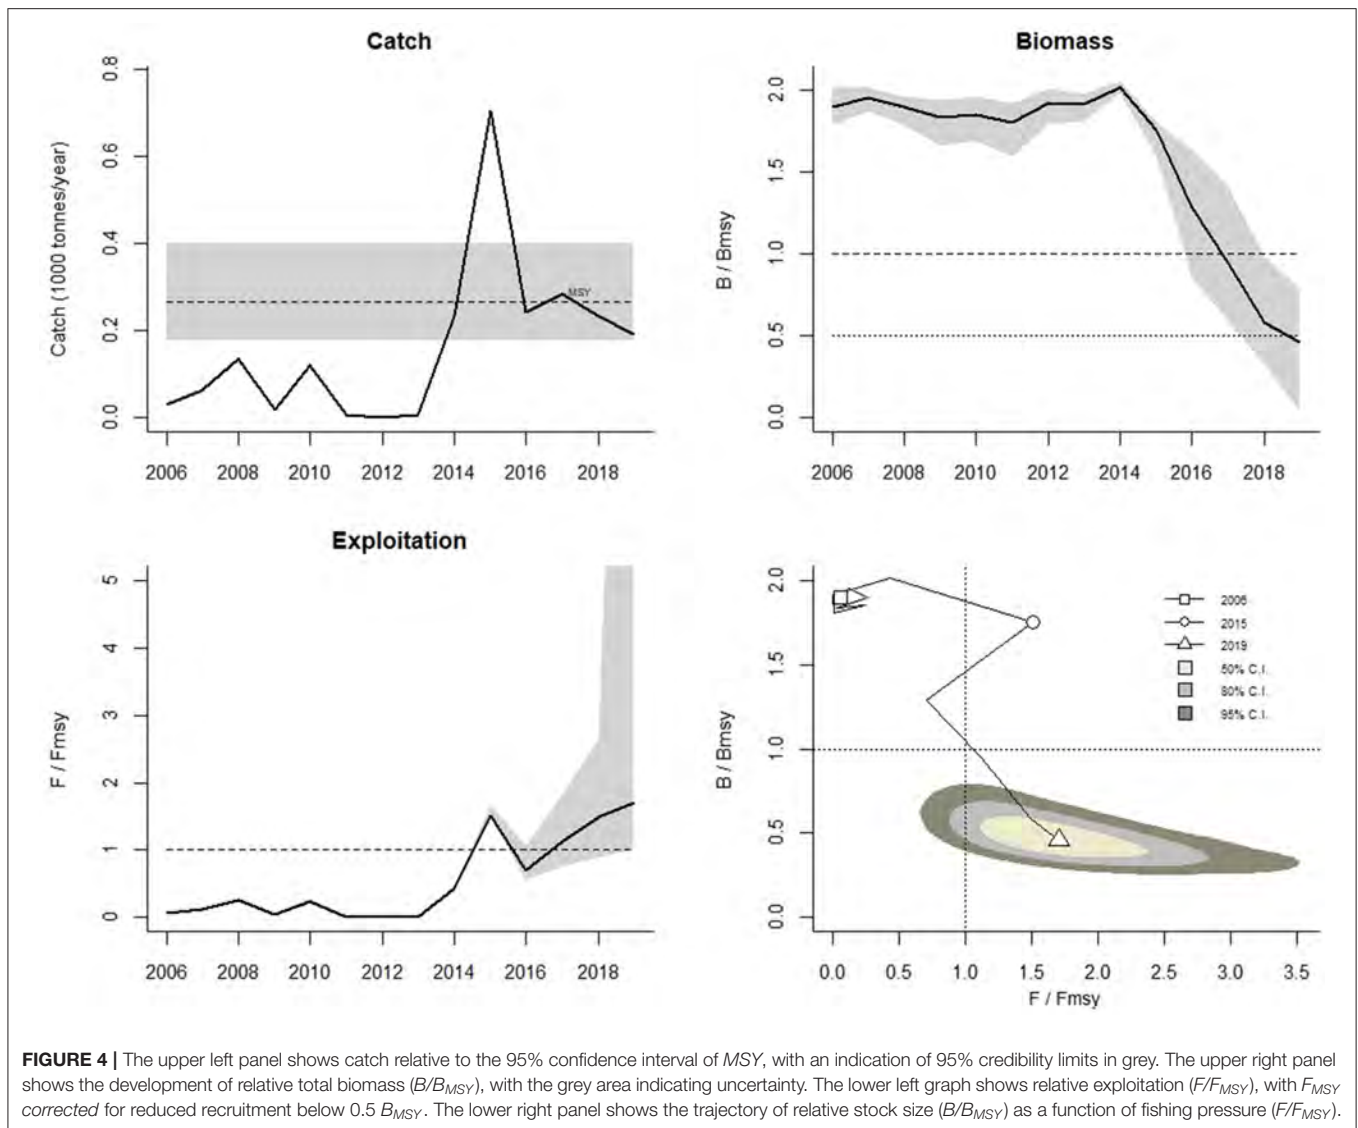 Catch
Catch (1000 tonnes/year)
0.8
0.6
0.4
0.2
0.0
MSY
2006 2008 2010 2012 2014 2016 2018
Biomass
B / Bmsy
2.0
1.5
1.0
0.5
0.0
2006 2008 2010 2012 2014 2016 2018
Exploitation
F / Fmsy
5
4
3
2
1
0
2006 2008 2010 2012 2014 2016 2018
B / Bmsy
2.0
1.5
1.0
0.5
0.0
2006
2015
2019
50% C.I.
80% C.I.
95% C.I.
0.0 0.5 1.0 1.5 2.0 2.5 3.0 3.5
F / Fmsy
FIGURE 4 | The upper left panel shows catch relative to the 95% confidence interval of MSY, with an indication of 95% credibility limits in grey. The upper right panel
shows the development of relative total biomass (B/BMSY), with the grey area indicating uncertainty. The lower left graph shows relative exploitation (F/FMSY), with FMSY
corrected for reduced recruitment below 0.5 BMSY. The lower right panel shows the trajectory of relative stock size (B/BMSY) as a function of fishing pressure (F/FMSY).